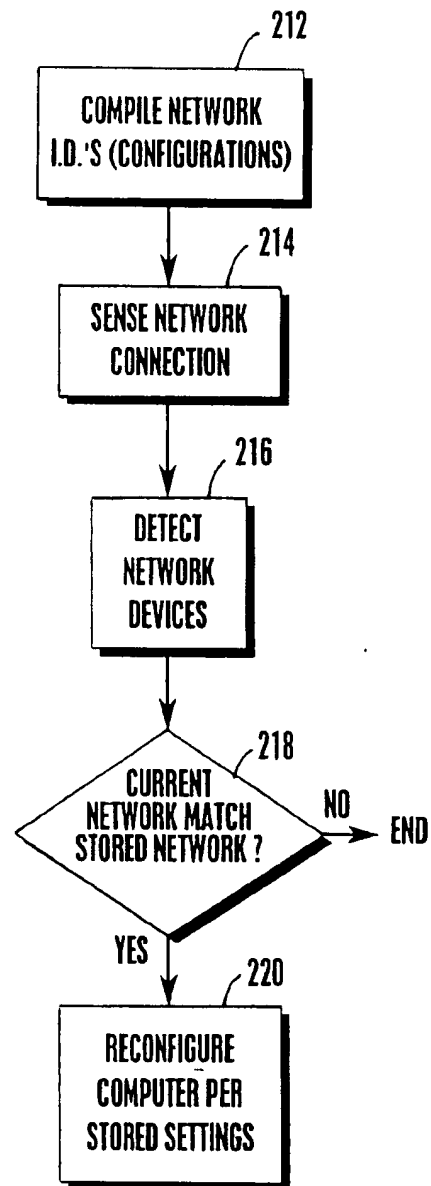 212
COMPILE NETWORK
I.D.'S (CONFIGURATIONS)
214
SENSE NETWORK
CONNECTION
216
DETECT
NETWORK
DEVICES
218
CURRENT
NETWORK MATCH
STORED NETWORK ?
NO
END
YES
220
RECONFIGURE
COMPUTER PER
STORED SETTINGS